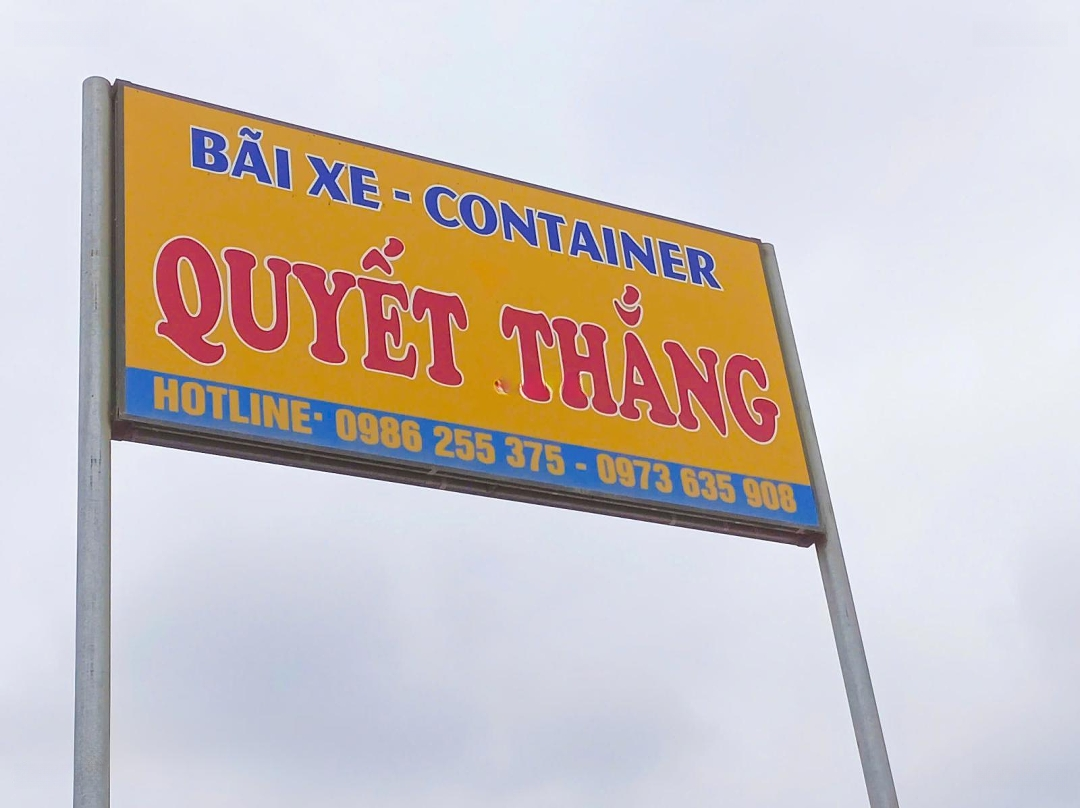 BÃI XE - CONTAINER
QUYẾT THẮNG
HOTLINE: 0986 255 375 - 0973 635 908